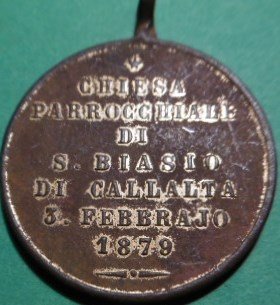 CHIESA
PARROCCHIALE
DI
S. BIASIO
DI CALLALTA
3. FEBBRAJO
1879